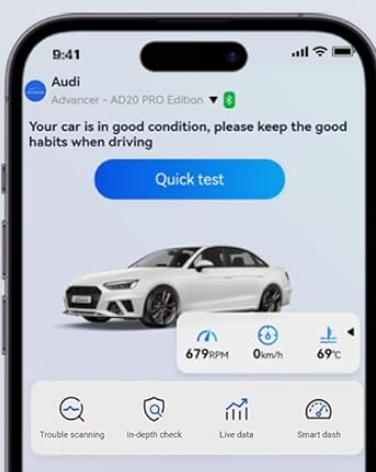 9:41
Audi
Advancer - AD20 PRO Edition
Your car is in good condition, please keep the good
habits when driving
Quick test
679RPM 0km/h 69℃
Trouble scanning In-depth check Live data Smart dash